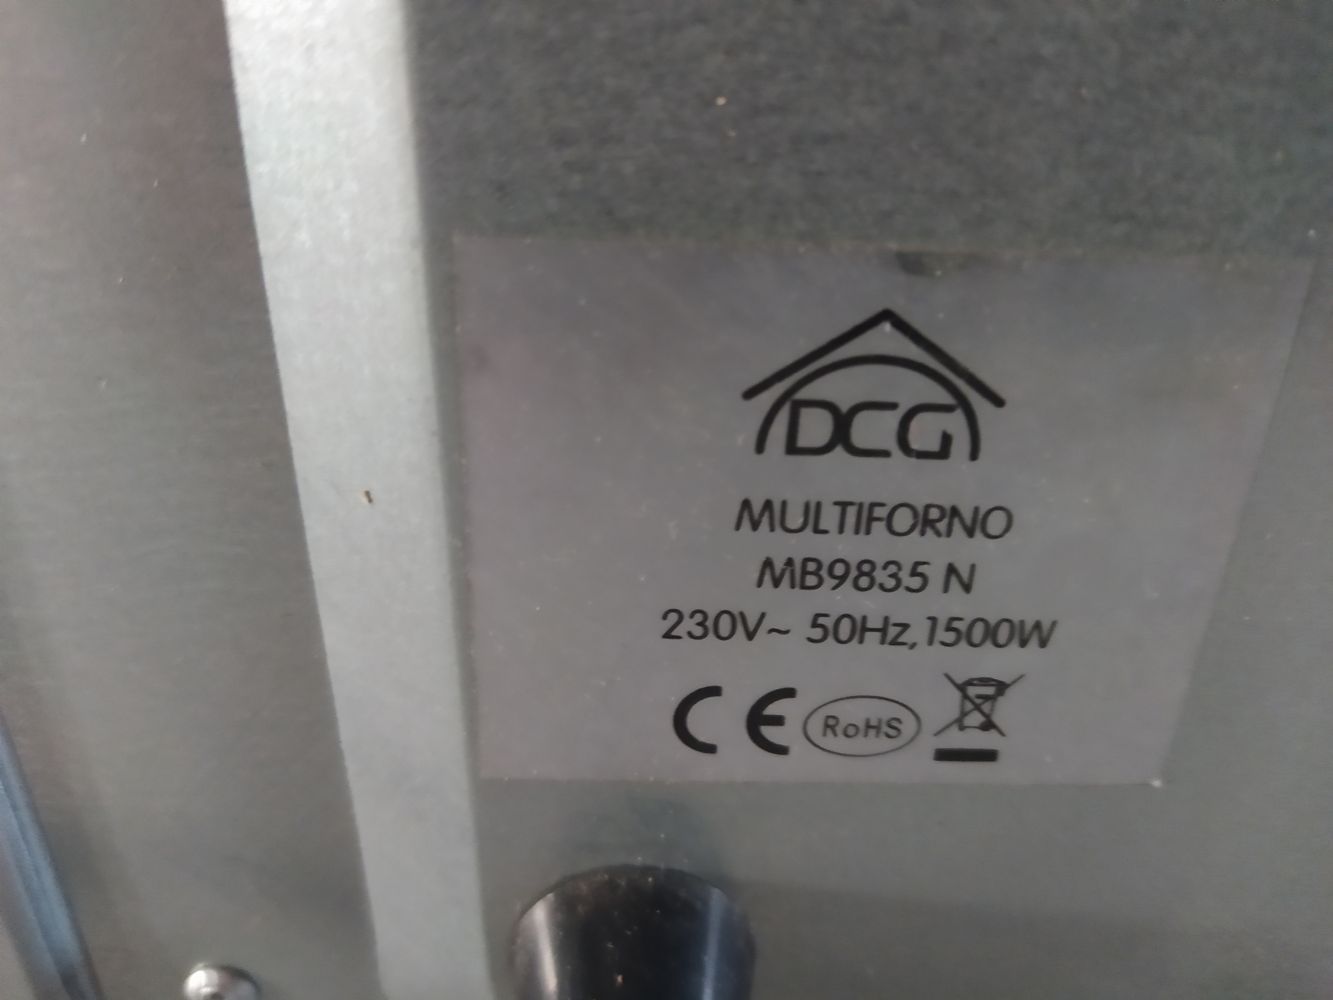 DCG
MULTIFORNO
MB9835 N
230V~ 50Hz, 1500W
CE RoHS